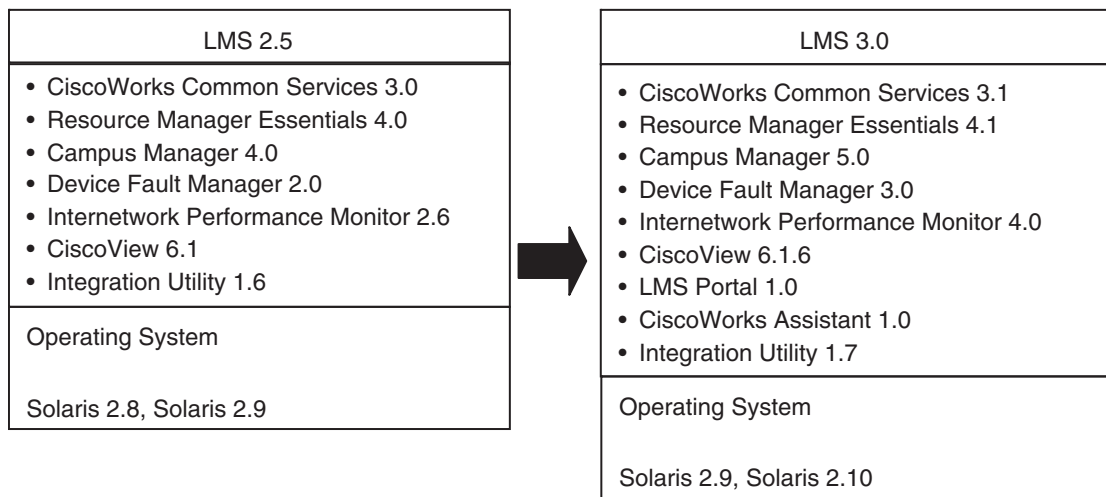 LMS 2.5
• CiscoWorks Common Services 3.0
• Resource Manager Essentials 4.0
• Campus Manager 4.0
• Device Fault Manager 2.0
• Internetwork Performance Monitor 2.6
• CiscoView 6.1
• Integration Utility 1.6
Operating System
Solaris 2.8, Solaris 2.9
LMS 3.0
• CiscoWorks Common Services 3.1
• Resource Manager Essentials 4.1
• Campus Manager 5.0
• Device Fault Manager 3.0
• Internetwork Performance Monitor 4.0
• CiscoView 6.1.6
• LMS Portal 1.0
• CiscoWorks Assistant 1.0
• Integration Utility 1.7
Operating System
Solaris 2.9, Solaris 2.10